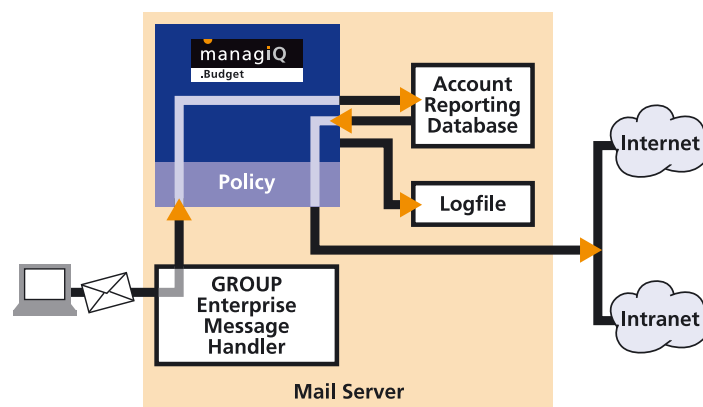 managiQ
.Budget
Policy
Account
Reporting
Database
Logfile
Internet
Intranet
GROUP
Enterprise
Message
Handler
Mail Server